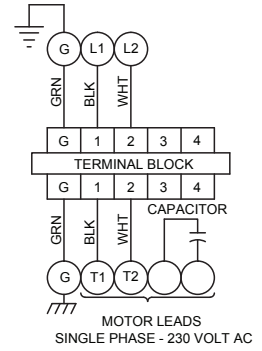 G L1 L2
GRN BLK WHT
G 1 2 3 4
TERMINAL BLOCK
G 1 2 3 4
CAPACITOR
GRN BLK WHT
G T1 T2
MOTOR LEADS
SINGLE PHASE - 230 VOLT AC